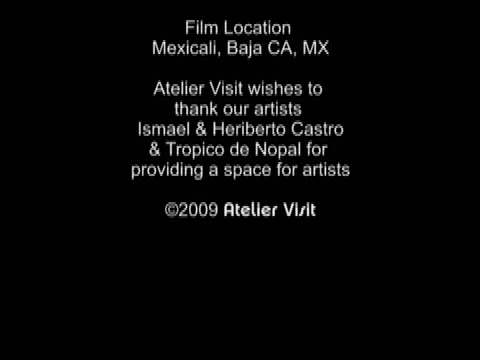 Film Location
Mexicali, Baja CA, MX
Atelier Visit wishes to
thank our artists
Ismael & Heriberto Castro
& Tropico de Nopal for
providing a space for artists
©2009 Atelier Visit